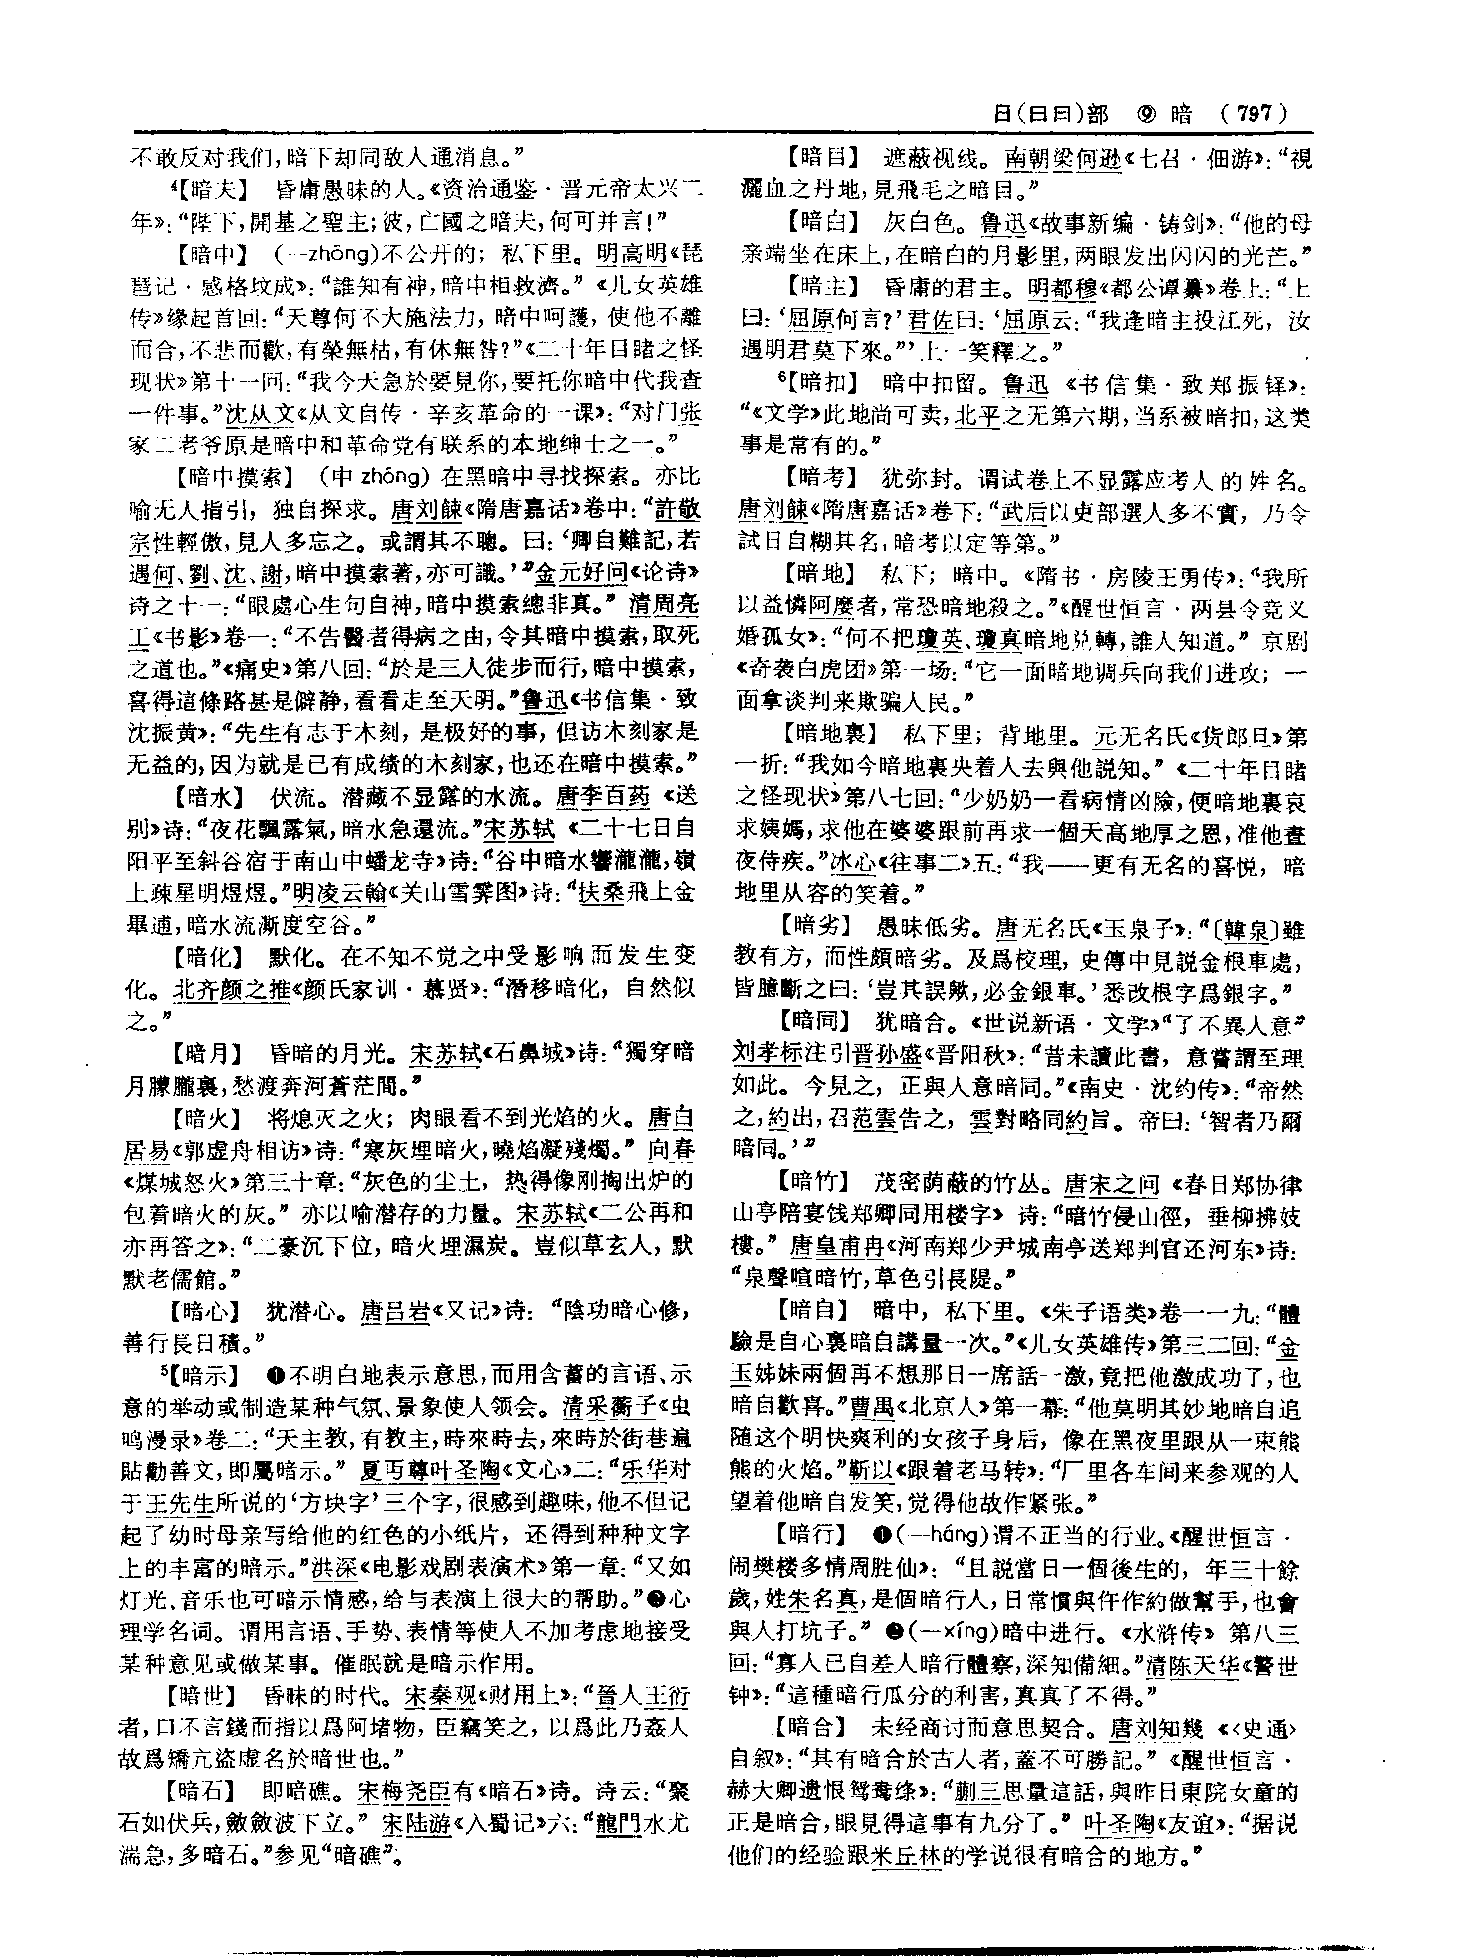 日(日曰)部 ⑨ 暗 (797)
不敢反对我们,暗下却同敌人通消息。”
⁴【暗夫】 昏庸愚昧的人。《资治通鉴·晋元帝太兴二
年》:“陛下,開基之聖主;彼,亡國之暗夫,何可并言!”
【暗中】 (—zhōng)不公开的;私下里。明高明《琵
琶记·感格坟成》:“誰知有神,暗中相救濟。”《儿女英雄
传》缘起首回:“天尊何不大施法力,暗中呵護,使他不離
而合,不悲而歡,有榮無枯,有休無咎?”《二十年目睹之怪
现状》第十一回:“我今天急於要見你,要托你暗中代我查
一件事。”沈从文《从文自传·辛亥革命的一课》:“对门张
家二老爷原是暗中和革命党有联系的本地绅士之一。”
【暗中摸索】 (中 zhōng) 在黑暗中寻找探索。亦比
喻无人指引,独自探求。唐刘餗《隋唐嘉话》卷中:“許敬
宗性輕傲,見人多忘之。或謂其不聰。曰:‘卿自難記,若
遇何、劉、沈、謝,暗中摸索著,亦可識。’”金元好问《论诗》
诗之十一:“眼處心生句自神,暗中摸索總非真。”清周亮
工《书影》卷一:“不告醫者得病之由,令其暗中摸索,取死
之道也。”《痛史》第八回:“於是三人徒步而行,暗中摸索,
喜得這條路甚是僻静,看看走至天明。”鲁迅《书信集·致
沈振黄》:“先生有志于木刻,是极好的事,但访木刻家是
无益的,因为就是已有成绩的木刻家,也还在暗中摸索。”
【暗水】 伏流。潜藏不显露的水流。唐李百药《送
别》诗:“夜花飄露氣,暗水急還流。”宋苏轼《二十七日自
阳平至斜谷宿于南山中蟠龙寺》诗:“谷中暗水響瀧瀧,嶺
上疎星明煜煜。”明凌云翰《关山雪霁图》诗:“扶桑飛上金
畢逋,暗水流澌度空谷。”
【暗化】 默化。在不知不觉之中受影响而发生变
化。北齐颜之推《颜氏家训·慕贤》:“潛移暗化,自然似
之。”
【暗月】 昏暗的月光。宋苏轼《石鼻城》诗:“獨穿暗
月朦朧裏,愁渡奔河蒼茫間。”
【暗火】 将熄灭之火;肉眼看不到光焰的火。唐白
居易《郭虚舟相访》诗:“寒灰埋暗火,曉焰凝殘燭。”向春
《煤城怒火》第三十章:“灰色的尘土,热得像刚掏出炉的
包着暗火的灰。”亦以喻潜存的力量。宋苏轼《二公再和
亦再答之》:“二豪沉下位,暗火埋濕炭。豈似草玄人,默
默老儒館。”
【暗心】 犹潜心。唐吕岩《又记》诗:“陰功暗心修,
善行長日積。”
⁵【暗示】 ❶不明白地表示意思,而用含蓄的言语、示
意的举动或制造某种气氛、景象使人领会。清采蘅子《虫
鸣漫录》卷二:“天主教,有教主,時來時去,來時於街巷遍
貼勸善文,即屬暗示。”夏丏尊叶圣陶《文心》二:“乐华对
于王先生所说的‘方块字’三个字,很感到趣味,他不但记
起了幼时母亲写给他的红色的小纸片,还得到种种文字
上的丰富的暗示。”洪深《电影戏剧表演术》第一章:“又如
灯光、音乐也可暗示情感,给与表演上很大的帮助。”❷心
理学名词。谓用言语、手势、表情等使人不加考虑地接受
某种意见或做某事。催眠就是暗示作用。
【暗世】 昏昧的时代。宋秦观《财用上》:“晉人王衍
者,口不言錢而指以爲阿堵物,臣竊笑之,以爲此乃姦人
故爲矯亢盗虚名於暗世也。”
【暗石】 即暗礁。宋梅尧臣有《暗石》诗。诗云:“聚
石如伏兵,斂斂波下立。”宋陆游《入蜀记》六:“龍門水尤
湍急,多暗石。”参见“暗礁”。
【暗目】 遮蔽视线。南朝梁何逊《七召·佃游》:“視
灑血之丹地,見飛毛之暗目。”
【暗白】 灰白色。鲁迅《故事新编·铸剑》:“他的母
亲端坐在床上,在暗白的月影里,两眼发出闪闪的光芒。”
【暗主】 昏庸的君主。明都穆《都公谭纂》卷上:“上
曰:‘屈原何言?’君佐曰:‘屈原云:“我逢暗主投江死,汝
遇明君莫下來。”’上一笑釋之。”
⁶【暗扣】 暗中扣留。鲁迅《书信集·致郑振铎》:
“《文学》此地尚可卖,北平之无第六期,当系被暗扣,这类
事是常有的。”
【暗考】 犹弥封。谓试卷上不显露应考人的姓名。
唐刘餗《隋唐嘉话》卷下:“武后以吏部選人多不實,乃令
試日自糊其名,暗考以定等第。”
【暗地】 私下;暗中。《隋书·房陵王勇传》:“我所
以益憐阿㜷者,常恐暗地殺之。”《醒世恒言·两县令竞义
婚孤女》:“何不把瓊英、瓊真暗地兑轉,誰人知道。”京剧
《奇袭白虎团》第一场:“它一面暗地调兵向我们进攻;一
面拿谈判来欺骗人民。”
【暗地裏】 私下里;背地里。元无名氏《货郎旦》第
一折:“我如今暗地裏央着人去與他説知。”《二十年目睹
之怪现状》第八七回:“少奶奶一看病情凶險,便暗地裏哀
求姨媽,求他在婆婆跟前再求一個天高地厚之恩,准他晝
夜侍疾。”冰心《往事二》五:“我——更有无名的喜悦,暗
地里从容的笑着。”
【暗劣】 愚昧低劣。唐无名氏《玉泉子》:“〔韓泉〕雖
教有方,而性頗暗劣。及爲校理,史傳中見説金根車處,
皆臆斷之曰:‘豈其誤歟,必金銀車。’悉改根字爲銀字。”
【暗同】 犹暗合。《世说新语·文学》“了不異人意”
刘孝标注引晋孙盛《晋阳秋》:“昔未讀此書,意嘗謂至理
如此。今見之,正與人意暗同。”《南史·沈约传》:“帝然
之,約出,召范雲告之,雲對略同約旨。帝曰:‘智者乃爾
暗同。’”
【暗竹】 茂密荫蔽的竹丛。唐宋之问《春日郑协律
山亭陪宴饯郑卿同用楼字》诗:“暗竹侵山徑,垂柳拂妓
樓。”唐皇甫冉《河南郑少尹城南亭送郑判官还河东》诗:
“泉聲喧暗竹,草色引長隄。”
【暗自】 暗中,私下里。《朱子语类》卷一一九:“體
驗是自心裏暗自講量一次。”《儿女英雄传》第三二回:“金
玉姊妹兩個再不想那日一席話一激,竟把他激成功了,也
暗自歡喜。”曹禺《北京人》第一幕:“他莫明其妙地暗自追
随这个明快爽利的女孩子身后,像在黑夜里跟从一束熊
熊的火焰。”靳以《跟着老马转》:“厂里各车间来参观的人
望着他暗自发笑,觉得他故作紧张。”
【暗行】 ❶(—háng)谓不正当的行业。《醒世恒言·
闹樊楼多情周胜仙》:“且説當日一個後生的,年三十餘
歲,姓朱名真,是個暗行人,日常慣與仵作約做幫手,也會
與人打坑子。”❷(—xíng)暗中进行。《水浒传》第八三
回:“寡人已自差人暗行體察,深知備細。”清陈天华《警世
钟》:“這種暗行瓜分的利害,真真了不得。”
【暗合】 未经商讨而意思契合。唐刘知幾《〈史通〉
自叙》:“其有暗合於古人者,蓋不可勝記。”《醒世恒言·
赫大卿遗恨鸳鸯绦》:“蒯三思量這話,與昨日東院女童的
正是暗合,眼見得這事有九分了。”叶圣陶《友谊》:“据说
他们的经验跟米丘林的学说很有暗合的地方。”